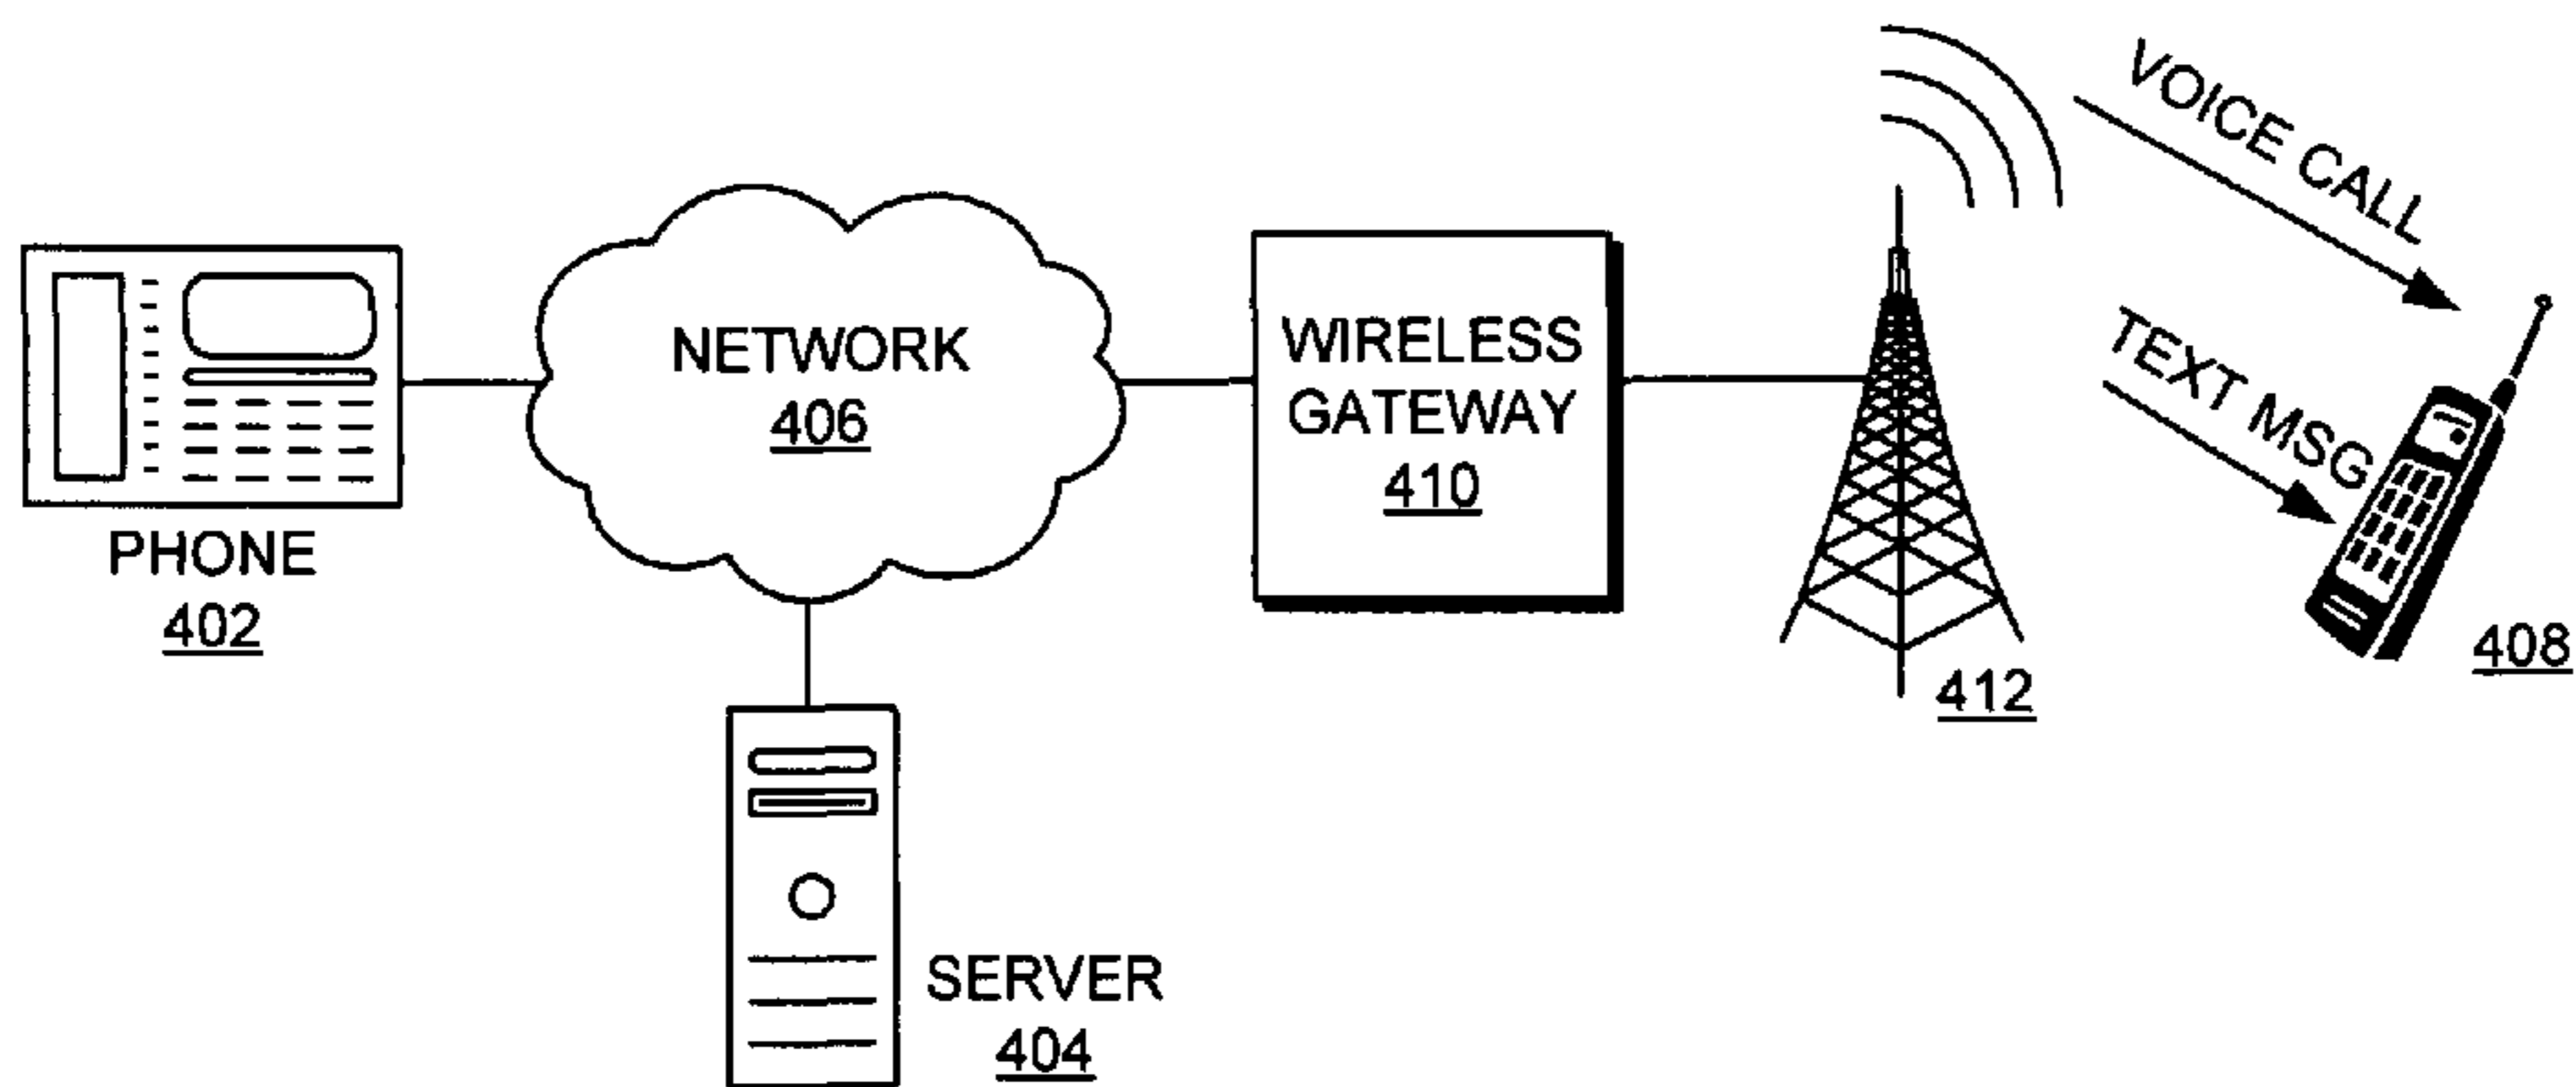 PHONE
402
NETWORK
406
SERVER
404
WIRELESS
GATEWAY
410
412
VOICE CALL
TEXT MSG
408